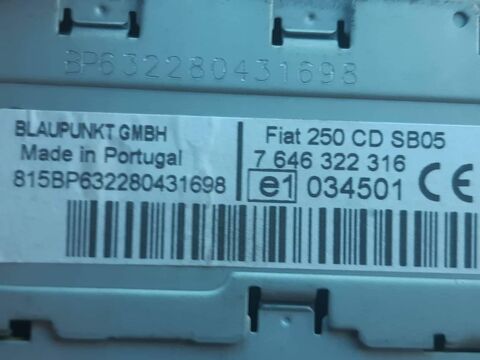 BP632280431698
BLAUPUNKT GMBH
Made in Portugal
815BP632280431698
Fiat 250 CD SB05
7 646 322 316
e1 034501 CE